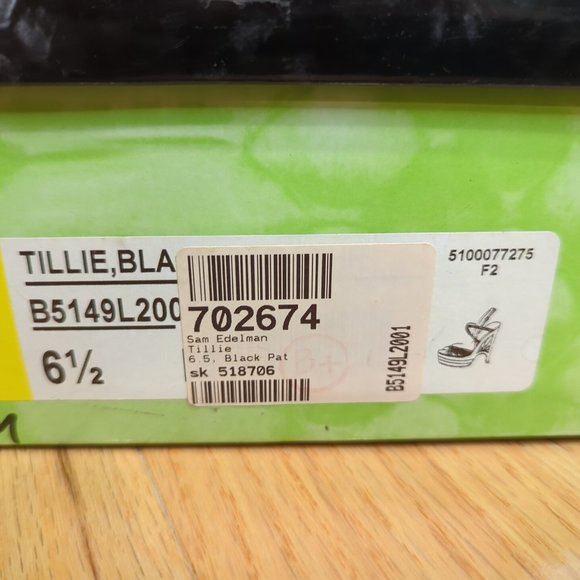 TILLIE,BLA
B5149L200
6½
702674
Sam Edelman
Tillie
6.5, Black Pat
sk 518706
B+
B5149L2001
5100077275
F2